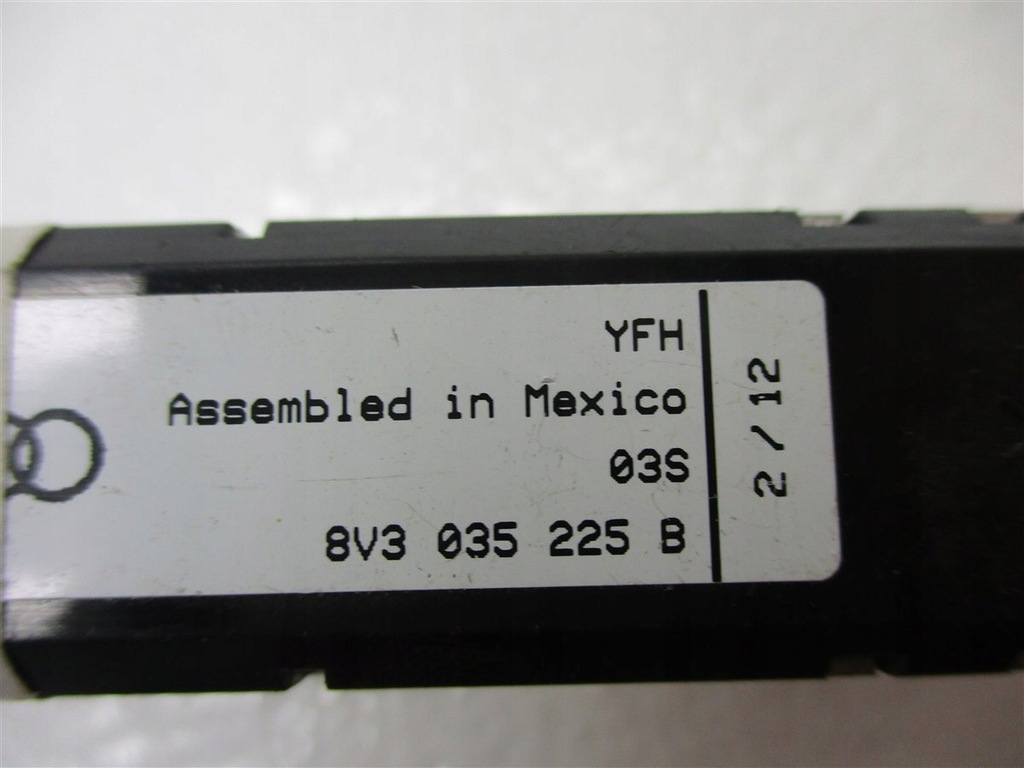 YFH
Assembled in Mexico
03S
8V3 035 225 B
2/12